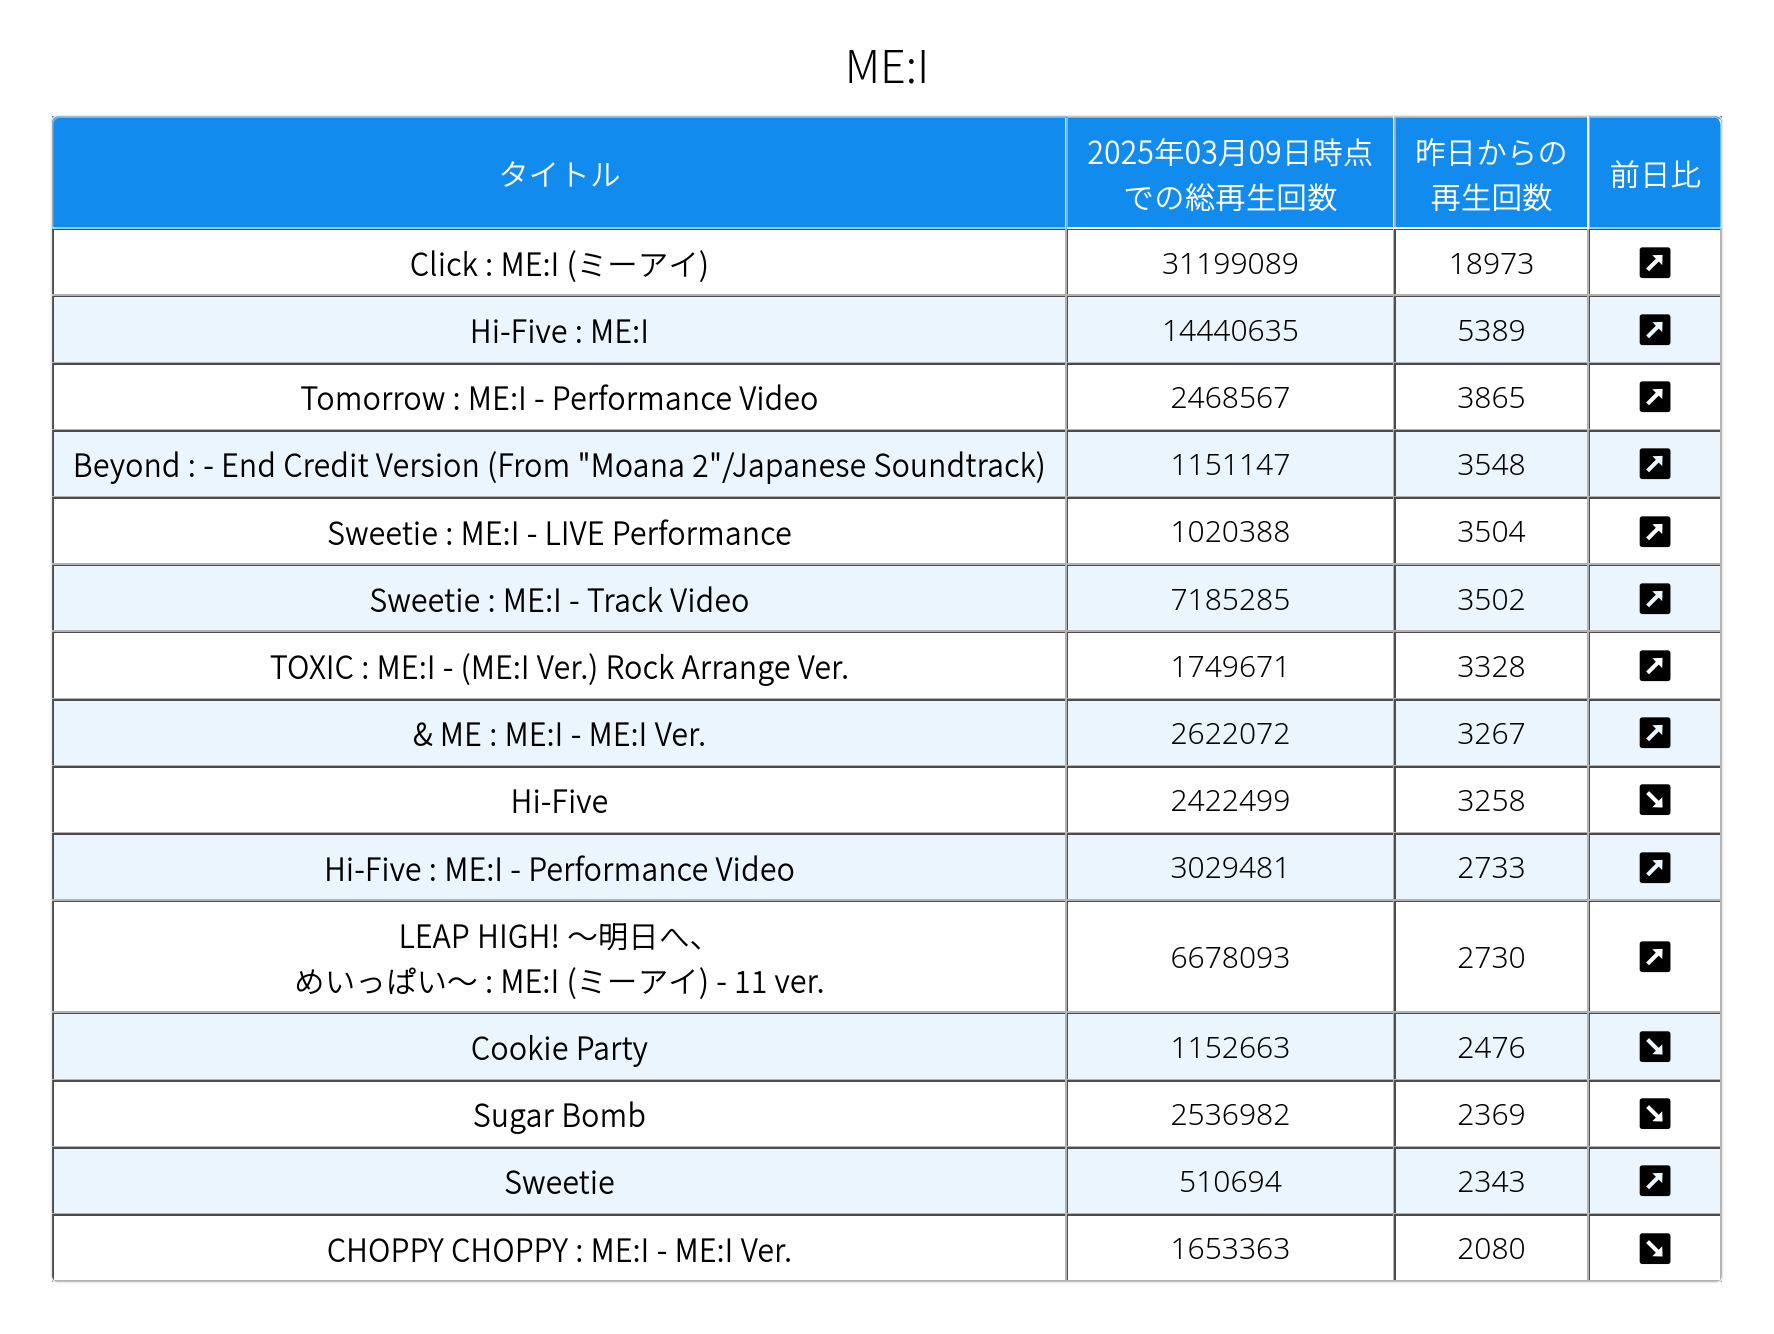 ME:I
タイトル
2025年03月09日時点
での総再生回数
昨日からの
再生回数
前日比
Click : ME:I (ミーアイ) 31199089 18973
Hi-Five : ME:I 14440635 5389
Tomorrow : ME:I - Performance Video 2468567 3865
Beyond : - End Credit Version (From "Moana 2"/Japanese Soundtrack) 1151147 3548
Sweetie : ME:I - LIVE Performance 1020388 3504
Sweetie : ME:I - Track Video 7185285 3502
TOXIC : ME:I - (ME:I Ver.) Rock Arrange Ver. 1749671 3328
& ME : ME:I - ME:I Ver. 2622072 3267
Hi-Five 2422499 3258
Hi-Five : ME:I - Performance Video 3029481 2733
LEAP HIGH! 〜明日へ、
めいっぱい〜 : ME:I (ミーアイ) - 11 ver. 6678093 2730
Cookie Party 1152663 2476
Sugar Bomb 2536982 2369
Sweetie 510694 2343
CHOPPY CHOPPY : ME:I - ME:I Ver. 1653363 2080